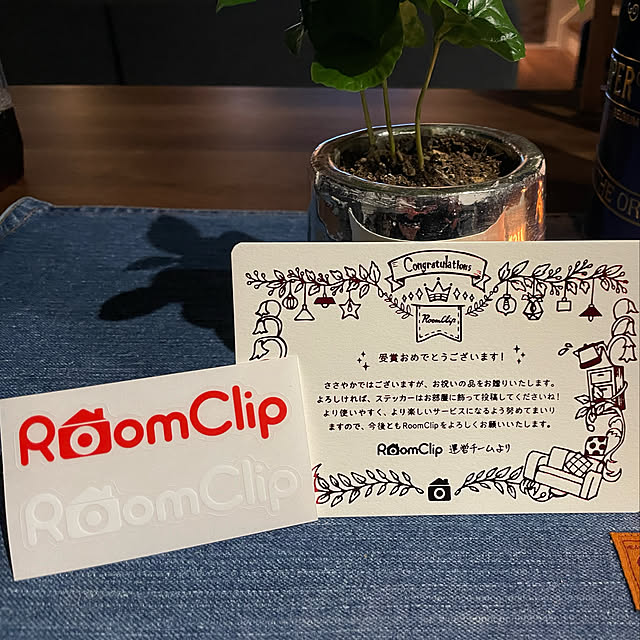 Congratulations
RoomClip
受賞おめでとうございます!
ささやかではございますが、お祝いの品をお贈りいたします。
よろしければ、ステッカーはお部屋に飾って投稿してくださいね!
より使いやすく、より楽しいサービスになるよう努めてまいり
ますので、今後ともRoomClipをよろしくお願いいたします。
RoomClip 運営チームより
RoomClip
RoomClip